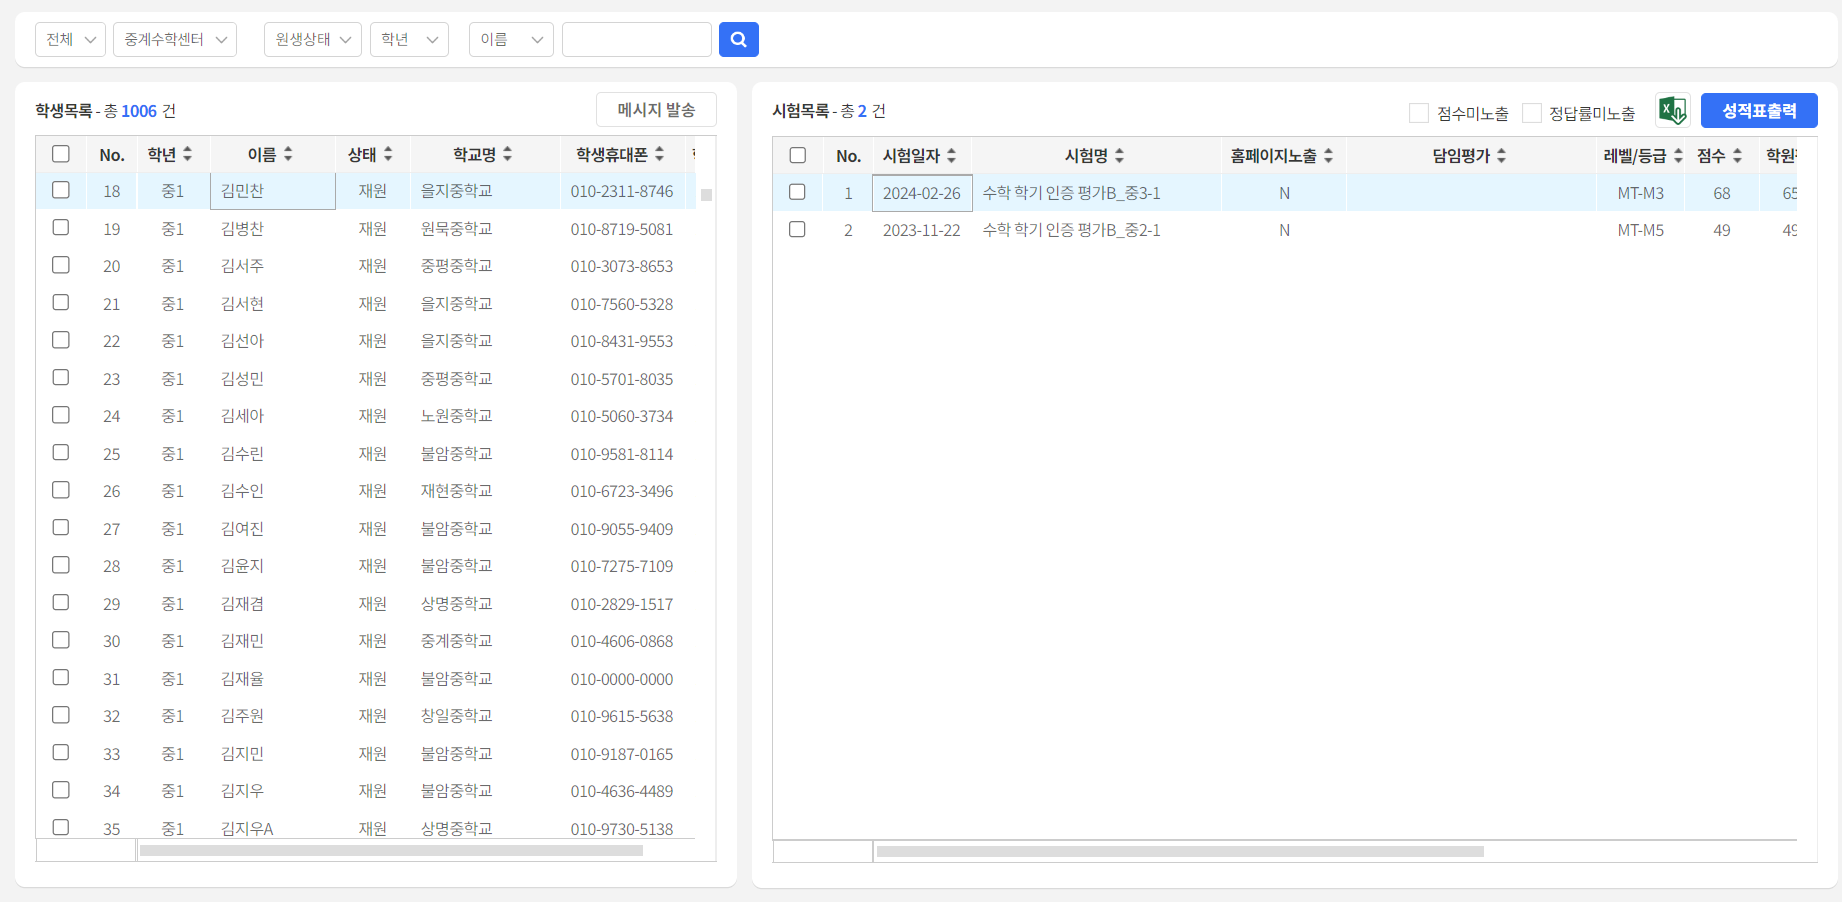 전체 중계수학센터 원생상태 학년 이름
학생목록 - 총 1006 건 메시지 발송
No. 학년 이름 상태 학교명 학생휴대폰
18 중1 김민찬 재원 을지중학교 010-2311-8746
19 중1 김병찬 재원 원묵중학교 010-8719-5081
20 중1 김서주 재원 중평중학교 010-3073-8653
21 중1 김서현 재원 을지중학교 010-7560-5328
22 중1 김선아 재원 을지중학교 010-8431-9553
23 중1 김성민 재원 중평중학교 010-5701-8035
24 중1 김세아 재원 노원중학교 010-5060-3734
25 중1 김수린 재원 불암중학교 010-9581-8114
26 중1 김수인 재원 재현중학교 010-6723-3496
27 중1 김여진 재원 불암중학교 010-9055-9409
28 중1 김윤지 재원 불암중학교 010-7275-7109
29 중1 김재겸 재원 상명중학교 010-2829-1517
30 중1 김재민 재원 중계중학교 010-4606-0868
31 중1 김재율 재원 불암중학교 010-0000-0000
32 중1 김주원 재원 창일중학교 010-9615-5638
33 중1 김지민 재원 불암중학교 010-9187-0165
34 중1 김지우 재원 불암중학교 010-4636-4489
35 중1 김지우A 재원 상명중학교 010-9730-5138
시험목록 - 총 2 건 점수미노출 정답률미노출 성적표출력
No. 시험일자 시험명 홈페이지노출 담임평가 레벨/등급 점수 학원
1 2024-02-26 수학 학기 인증 평가B_중3-1 N MT-M3 68 65
2 2023-11-22 수학 학기 인증 평가B_중2-1 N MT-M5 49 49